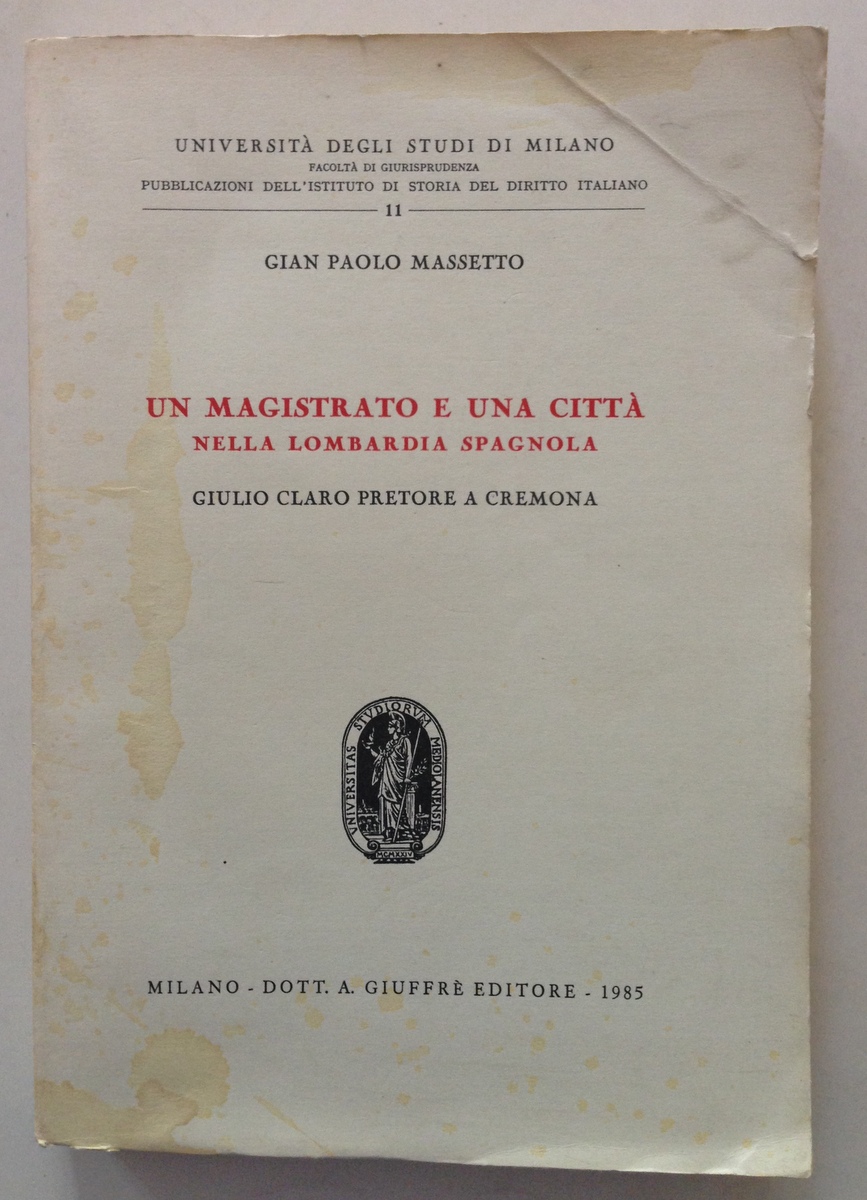 UNIVERSITÀ DEGLI STUDI DI MILANO
FACOLTÀ DI GIURISPRUDENZA
PUBBLICAZIONI DELL'ISTITUTO DI STORIA DEL DIRITTO ITALIANO
11
GIAN PAOLO MASSETTO
UN MAGISTRATO E UNA CITTÀ
NELLA LOMBARDIA SPAGNOLA
GIULIO CLARO PRETORE A CREMONA
UNIVERSITAS STVDIORVM MEDIOLANENSIS
MCMXXIV
MILANO - DOTT. A. GIUFFRÈ EDITORE - 1985